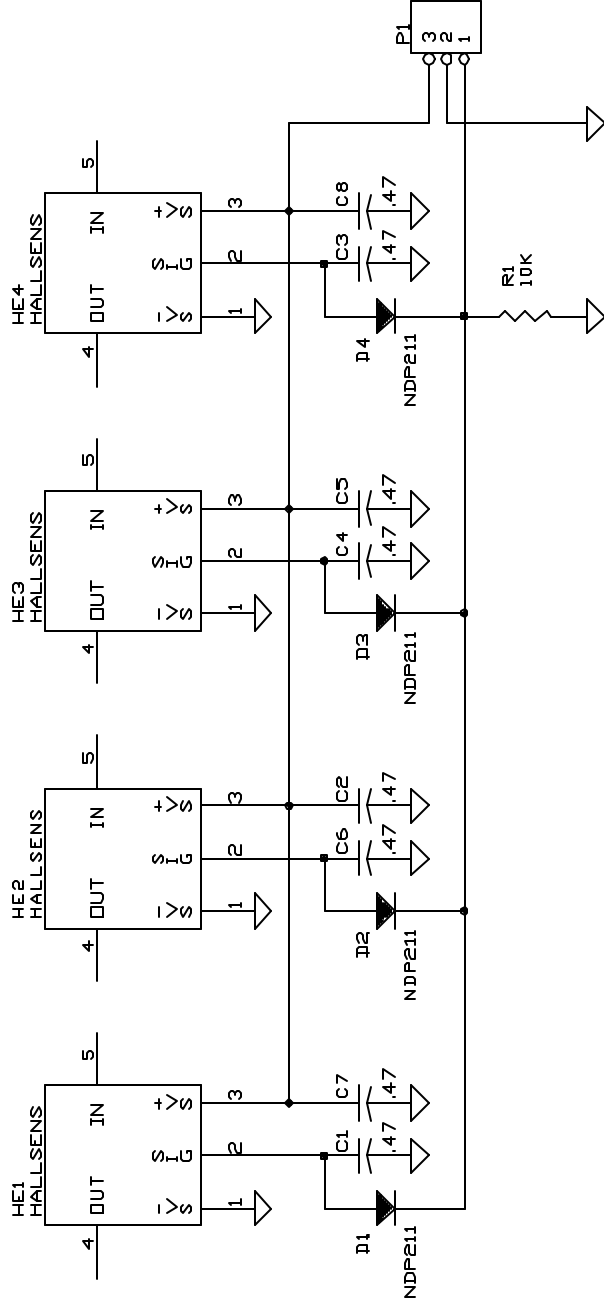 HE1
HALLSENS
4
OUT
IN
5
-VS
SIG
+VS
1
2
3
D1
NDP211
C1
.47
C7
.47
HE2
HALLSENS
4
OUT
IN
5
-VS
SIG
+VS
1
2
3
D2
NDP211
C6
.47
C2
.47
HE3
HALLSENS
4
OUT
IN
5
-VS
SIG
+VS
1
2
3
D3
NDP211
C4
.47
C5
.47
HE4
HALLSENS
4
OUT
IN
5
-VS
SIG
+VS
1
2
3
D4
NDP211
C3
.47
C8
.47
R1
10K
P1
3
2
1